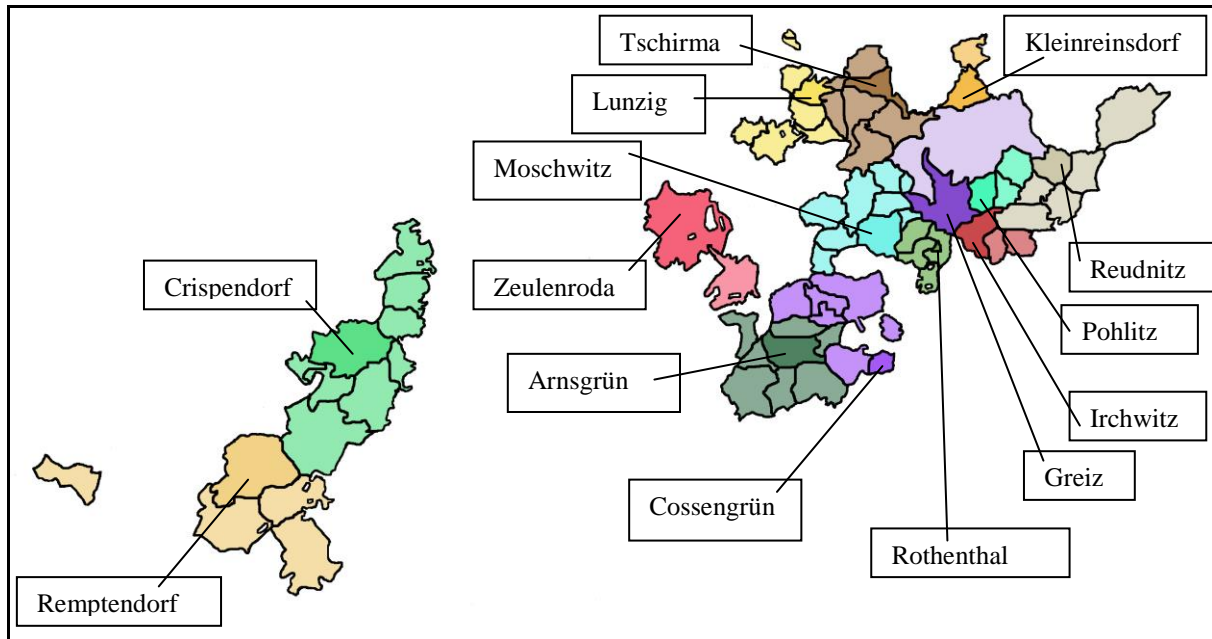 Tschirma
Kleinreinsdorf
Lunzig
Moschwitz
Crispendorf
Zeulenroda
Reudnitz
Pohlitz
Arnsgrün
Irchwitz
Greiz
Cossengrün
Rothenthal
Remptendorf